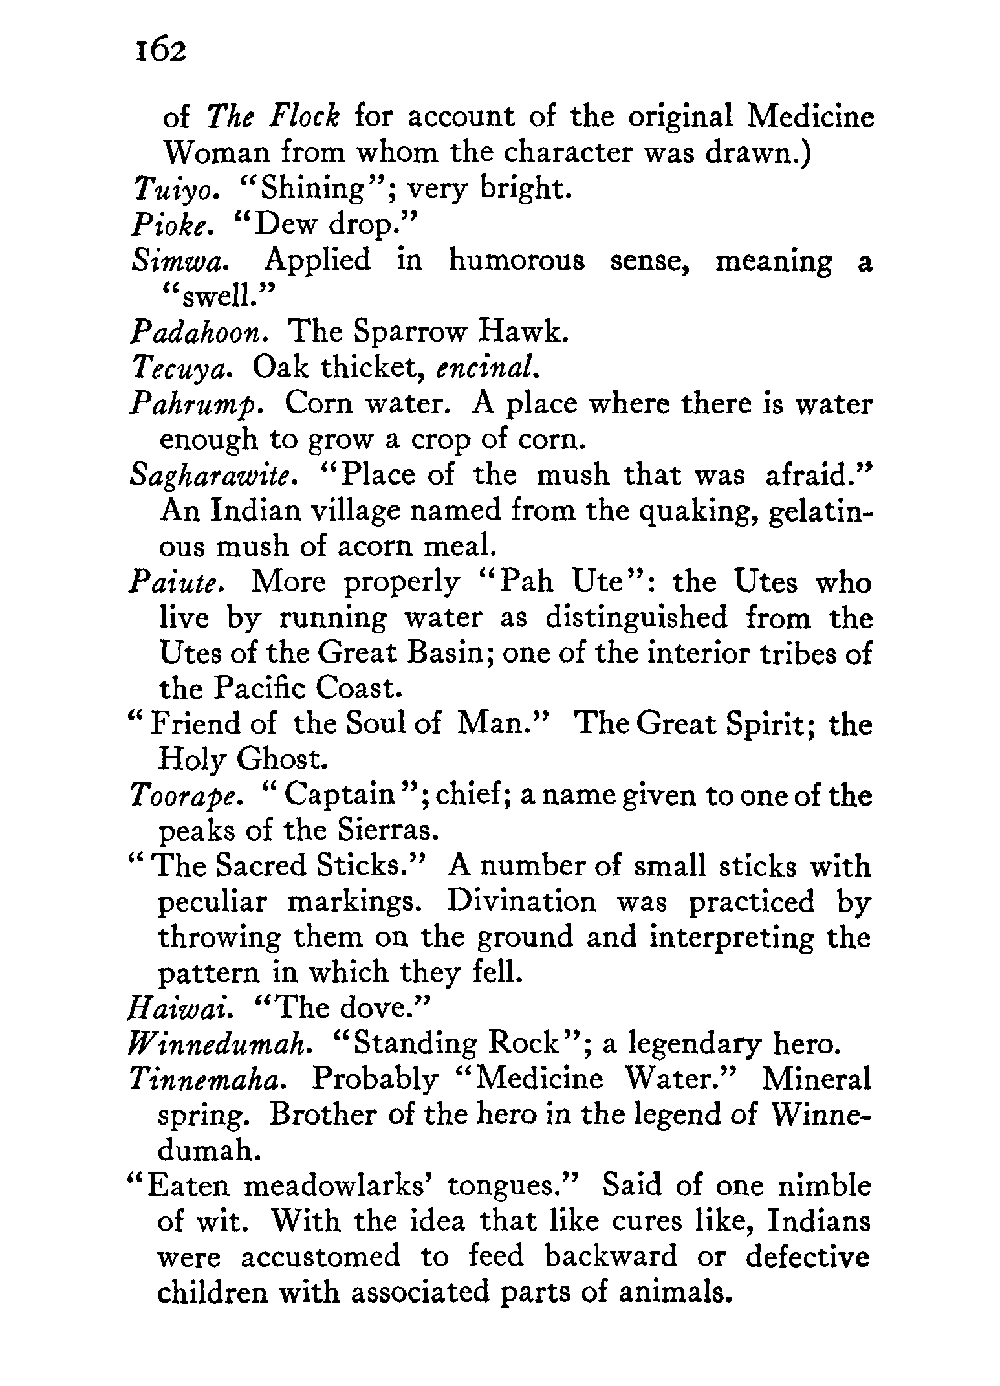 162
of The Flock for account of the original Medicine
Woman from whom the character was drawn.)
Tuiyo. "Shining"; very bright.
Pioke. "Dew drop."
Simwa. Applied in humorous sense, meaning a
"swell."
Padahoon. The Sparrow Hawk.
Tecuya. Oak thicket, encinal.
Pahrump. Corn water. A place where there is water
enough to grow a crop of corn.
Sagharawite. "Place of the mush that was afraid."
An Indian village named from the quaking, gelatin-
ous mush of acorn meal.
Paiute. More properly "Pah Ute": the Utes who
live by running water as distinguished from the
Utes of the Great Basin; one of the interior tribes of
the Pacific Coast.
"Friend of the Soul of Man." The Great Spirit; the
Holy Ghost.
Toorape. "Captain"; chief; a name given to one of the
peaks of the Sierras.
"The Sacred Sticks." A number of small sticks with
peculiar markings. Divination was practiced by
throwing them on the ground and interpreting the
pattern in which they fell.
Haiwai. "The dove."
Winnedumah. "Standing Rock"; a legendary hero.
Tinnemaha. Probably "Medicine Water." Mineral
spring. Brother of the hero in the legend of Winne-
dumah.
"Eaten meadowlarks' tongues." Said of one nimble
of wit. With the idea that like cures like, Indians
were accustomed to feed backward or defective
children with associated parts of animals.